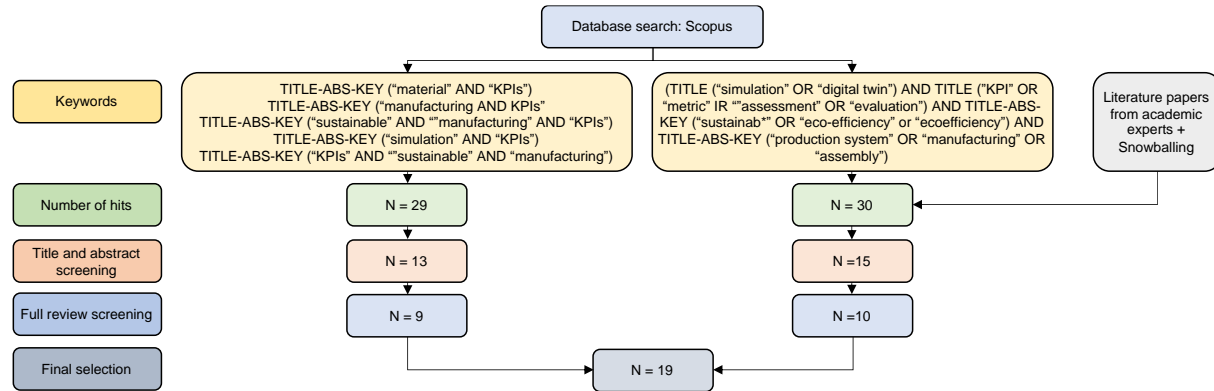 Database search: Scopus
Keywords
TITLE-ABS-KEY (“material” AND “KPIs”)
TITLE-ABS-KEY (“manufacturing AND KPIs”
TITLE-ABS-KEY (“sustainable” AND “”manufacturing” AND “KPIs”)
TITLE-ABS-KEY (“simulation” AND “KPIs”)
TITLE-ABS-KEY (“KPIs” AND “”sustainable” AND “manufacturing”)
(TITLE (“simulation” OR “digital twin”) AND TITLE (”KPI” OR
“metric” IR “”assessment” OR “evaluation”) AND TITLE-ABS-
KEY (“sustainab*” OR “eco-efficiency” or “ecoefficiency”) AND
TITLE-ABS-KEY (“production system” OR “manufacturing” OR
“assembly”)
Literature papers
from academic
experts +
Snowballing
Number of hits
N = 29
N = 30
Title and abstract
screening
N = 13
N =15
Full review screening
N = 9
N =10
Final selection
N = 19